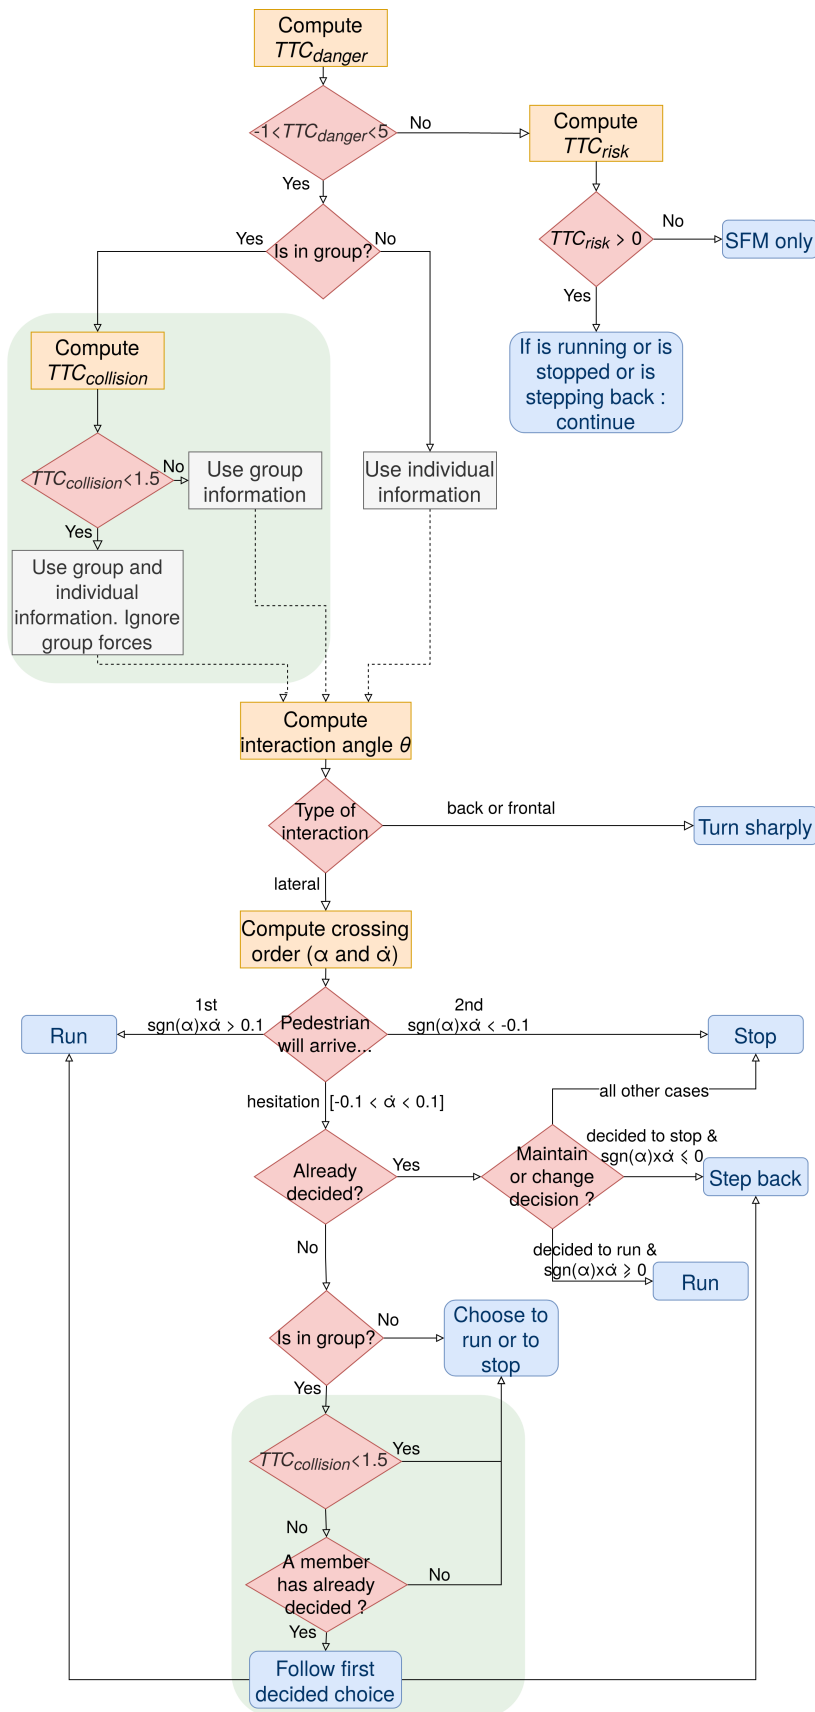 Compute
TTCdanger
-1<TTCdanger<5
No
Compute
TTCrisk
Yes
Is in group?
Yes
No
TTCrisk > 0
No
SFM only
Yes
If is running or is
stopped or is
stepping back :
continue
Compute
TTCcollision
TTCcollision<1.5
No
Use group
information
Use individual
information
Yes
Use group and
individual
information. Ignore
group forces
Compute
interaction angle θ
Type of
interaction
back or frontal
Turn sharply
lateral
Compute crossing
order (α and α̇)
Pedestrian
will arrive...
1st
sgn(α)xα̇ > 0.1
Run
2nd
sgn(α)xα̇ < -0.1
Stop
hesitation
[-0.1 < α̇ < 0.1]
all other cases
Already
decided?
Yes
Maintain
or change
decision ?
decided to stop &
sgn(α)xα̇ ⩽ 0
Step back
No
decided to run &
sgn(α)xα̇ ⩾ 0
Run
Is in group?
No
Choose to
run or to
stop
Yes
TTCcollision<1.5
Yes
No
A member
has already
decided ?
No
Yes
Follow first
decided choice